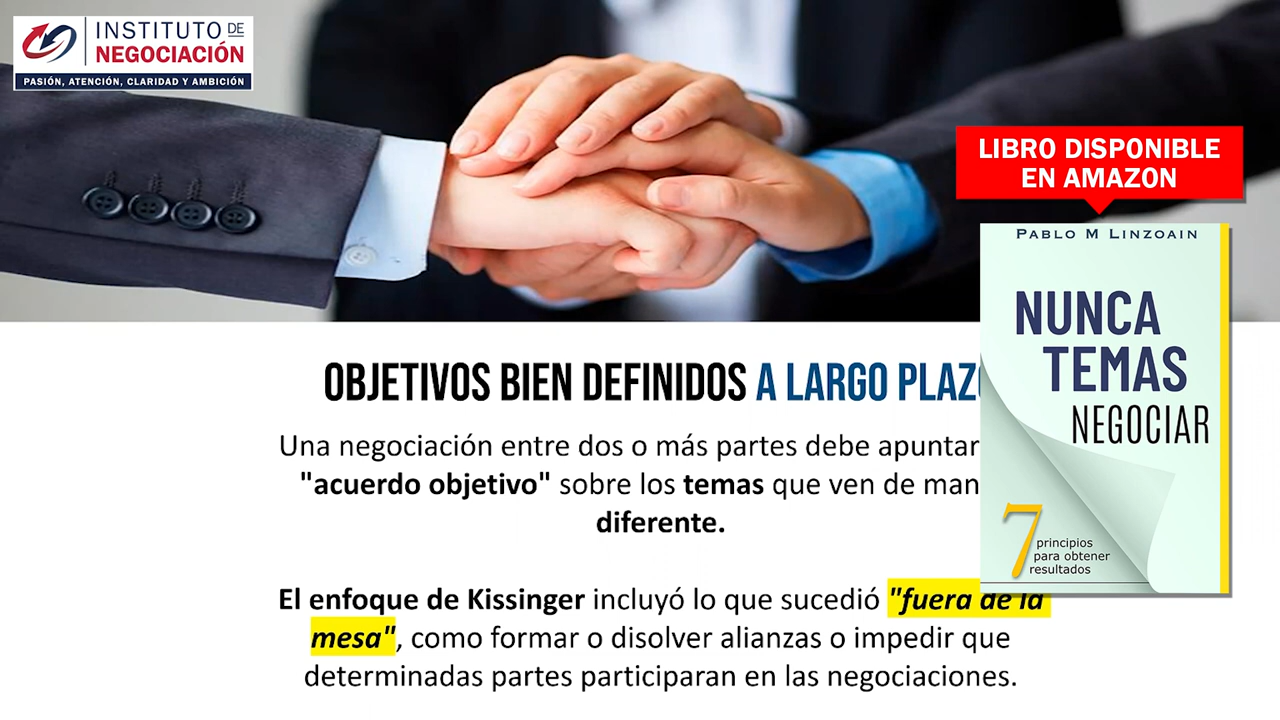 INSTITUTO DE
NEGOCIACIÓN
PASIÓN, ATENCIÓN, CLARIDAD Y AMBICIÓN
LIBRO DISPONIBLE
EN AMAZON
PABLO M LINZOAIN
NUNCA
TEMAS
NEGOCIAR
7 principios
para obtener
resultados
OBJETIVOS BIEN DEFINIDOS A LARGO
Una negociación entre dos o más partes debe apuntar
"acuerdo objetivo" sobre los temas que ven de
diferente.
El enfoque de Kissinger incluyó lo que sucedió "fuera de la
mesa", como formar o disolver alianzas o impedir que
determinadas partes participaran en las negociaciones.